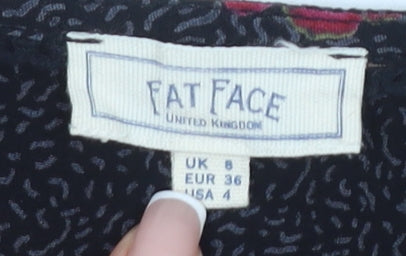 FAT FACE
UNITED KINGDOM
UK 8
EUR 36
USA 4